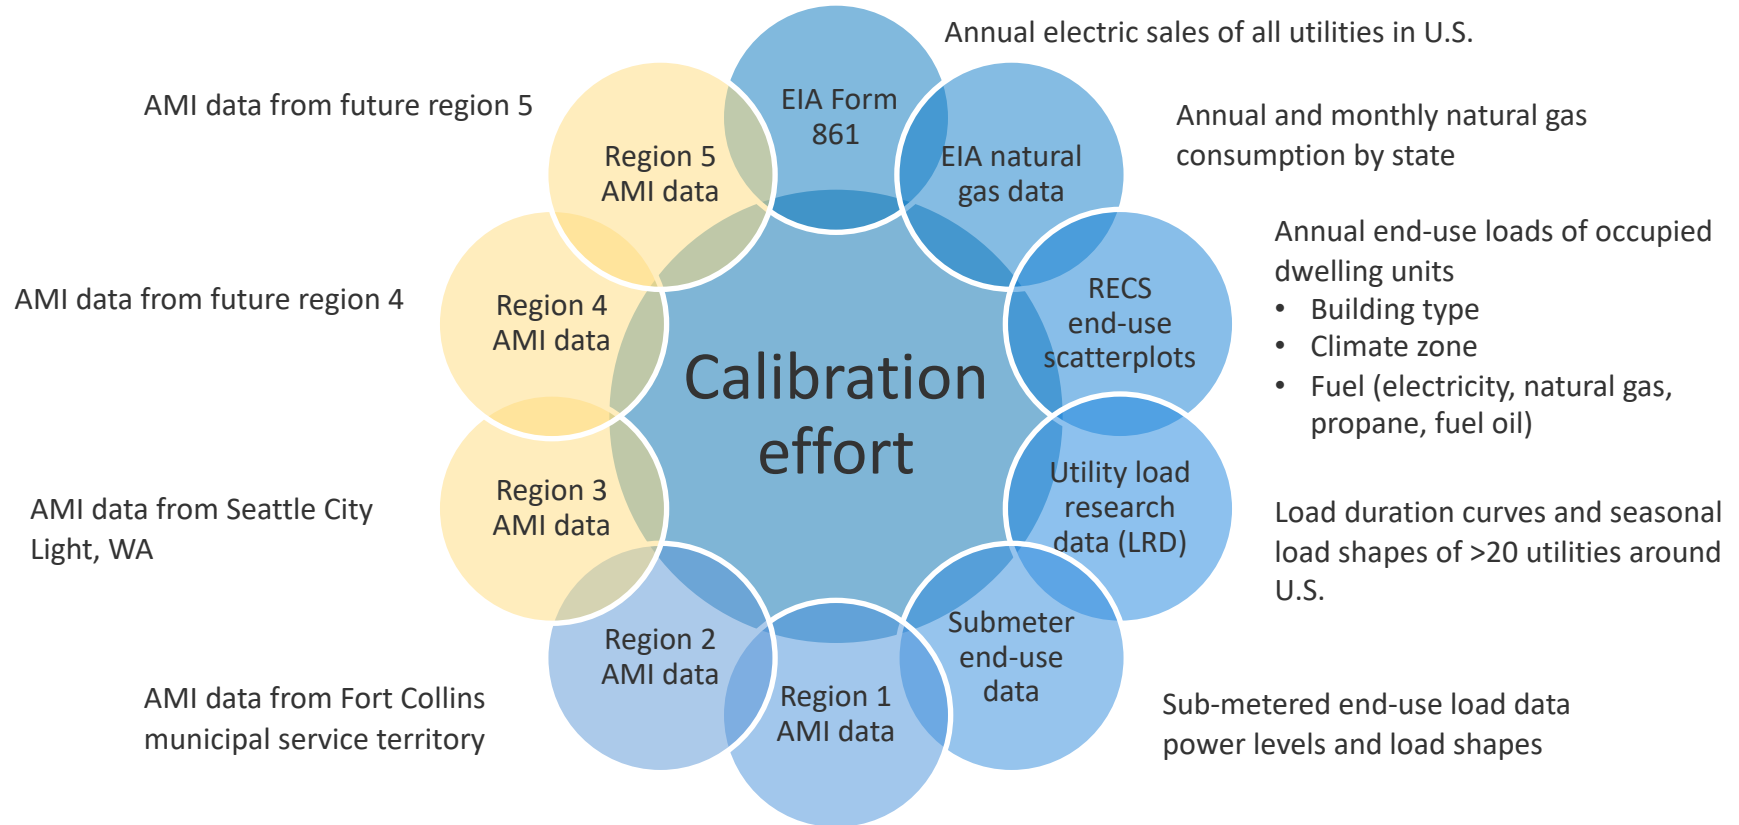 Annual electric sales of all utilities in U.S.
EIA Form
861
AMI data from future region 5
Region 5
AMI data
EIA natural
gas data
Annual and monthly natural gas
consumption by state
AMI data from future region 4
Region 4
AMI data
RECS
end-use
scatterplots
Annual end-use loads of occupied
dwelling units
• Building type
• Climate zone
• Fuel (electricity, natural gas,
propane, fuel oil)
Calibration
effort
AMI data from Seattle City
Light, WA
Region 3
AMI data
Utility load
research
data (LRD)
Load duration curves and seasonal
load shapes of >20 utilities around
U.S.
AMI data from Fort Collins
municipal service territory
Region 2
AMI data
Region 1
AMI data
Submeter
end-use
data
Sub-metered end-use load data
power levels and load shapes